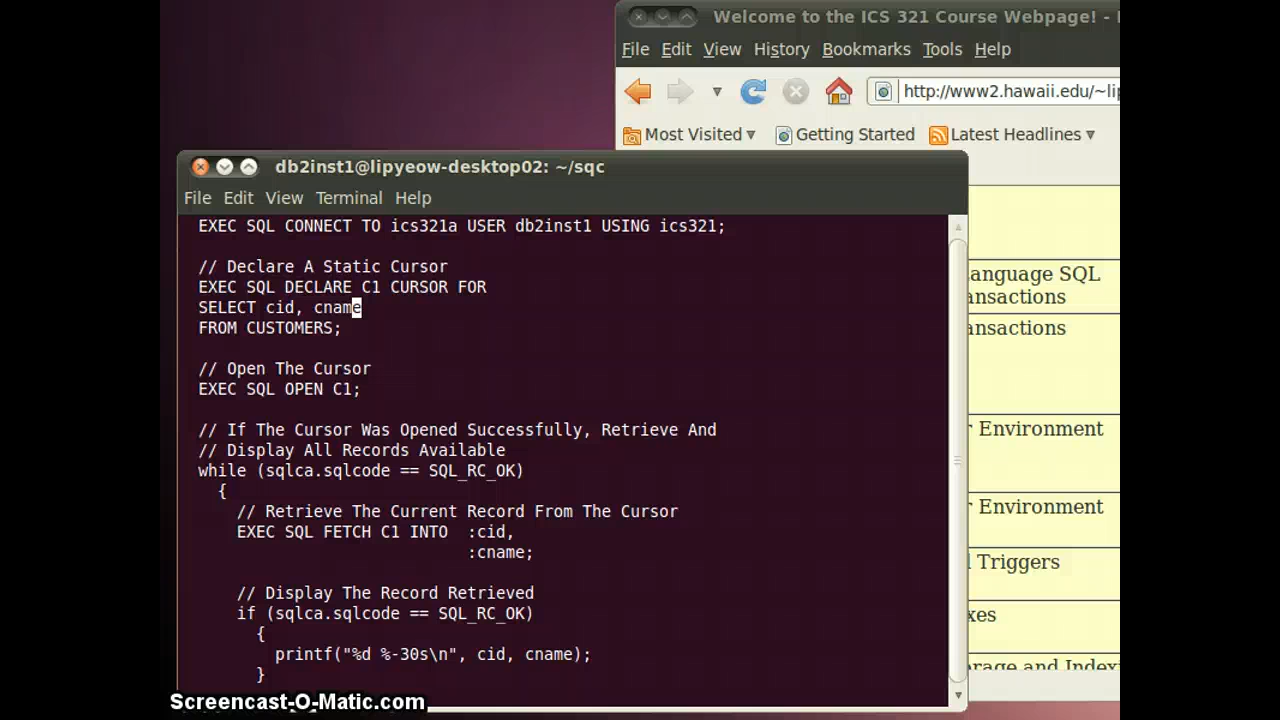 Welcome to the ICS 321 Course Webpage! -
File Edit View History Bookmarks Tools Help
http://www2.hawaii.edu/~lip
Most Visited Getting Started Latest Headlines
db2inst1@lipyeow-desktop02: ~/sqc
File Edit View Terminal Help
EXEC SQL CONNECT TO ics321a USER db2inst1 USING ics321;
// Declare A Static Cursor
EXEC SQL DECLARE C1 CURSOR FOR
SELECT cid, cname
FROM CUSTOMERS;
// Open The Cursor
EXEC SQL OPEN C1;
// If The Cursor Was Opened Successfully, Retrieve And
// Display All Records Available
while (sqlca.sqlcode == SQL_RC_OK)
{
// Retrieve The Current Record From The Cursor
EXEC SQL FETCH C1 INTO :cid,
:cname;
// Display The Record Retrieved
if (sqlca.sqlcode == SQL_RC_OK)
{
printf("%d %-30s\n", cid, cname);
}
anguage SQL
ansactions
ansactions
r Environment
r Environment
d Triggers
xes
orage and Indexi
Screencast-O-Matic.com